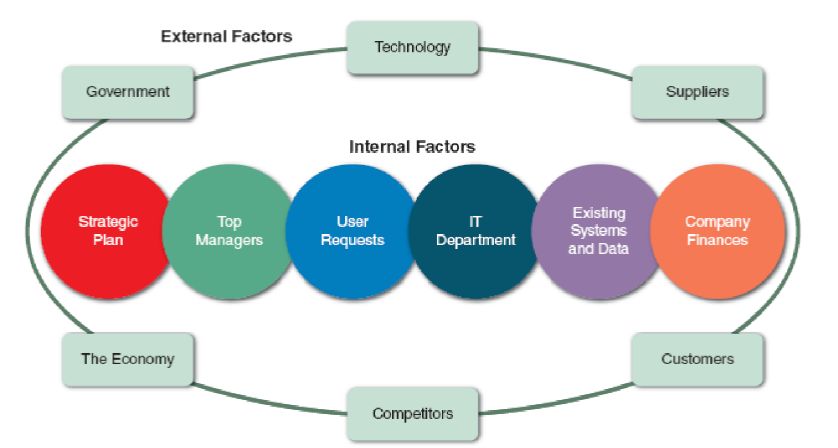 External Factors
Technology
Government
Suppliers
Internal Factors
Strategic
Plan
Top
Managers
User
Requests
IT
Department
Existing
Systems
and Data
Company
Finances
The Economy
Customers
Competitors